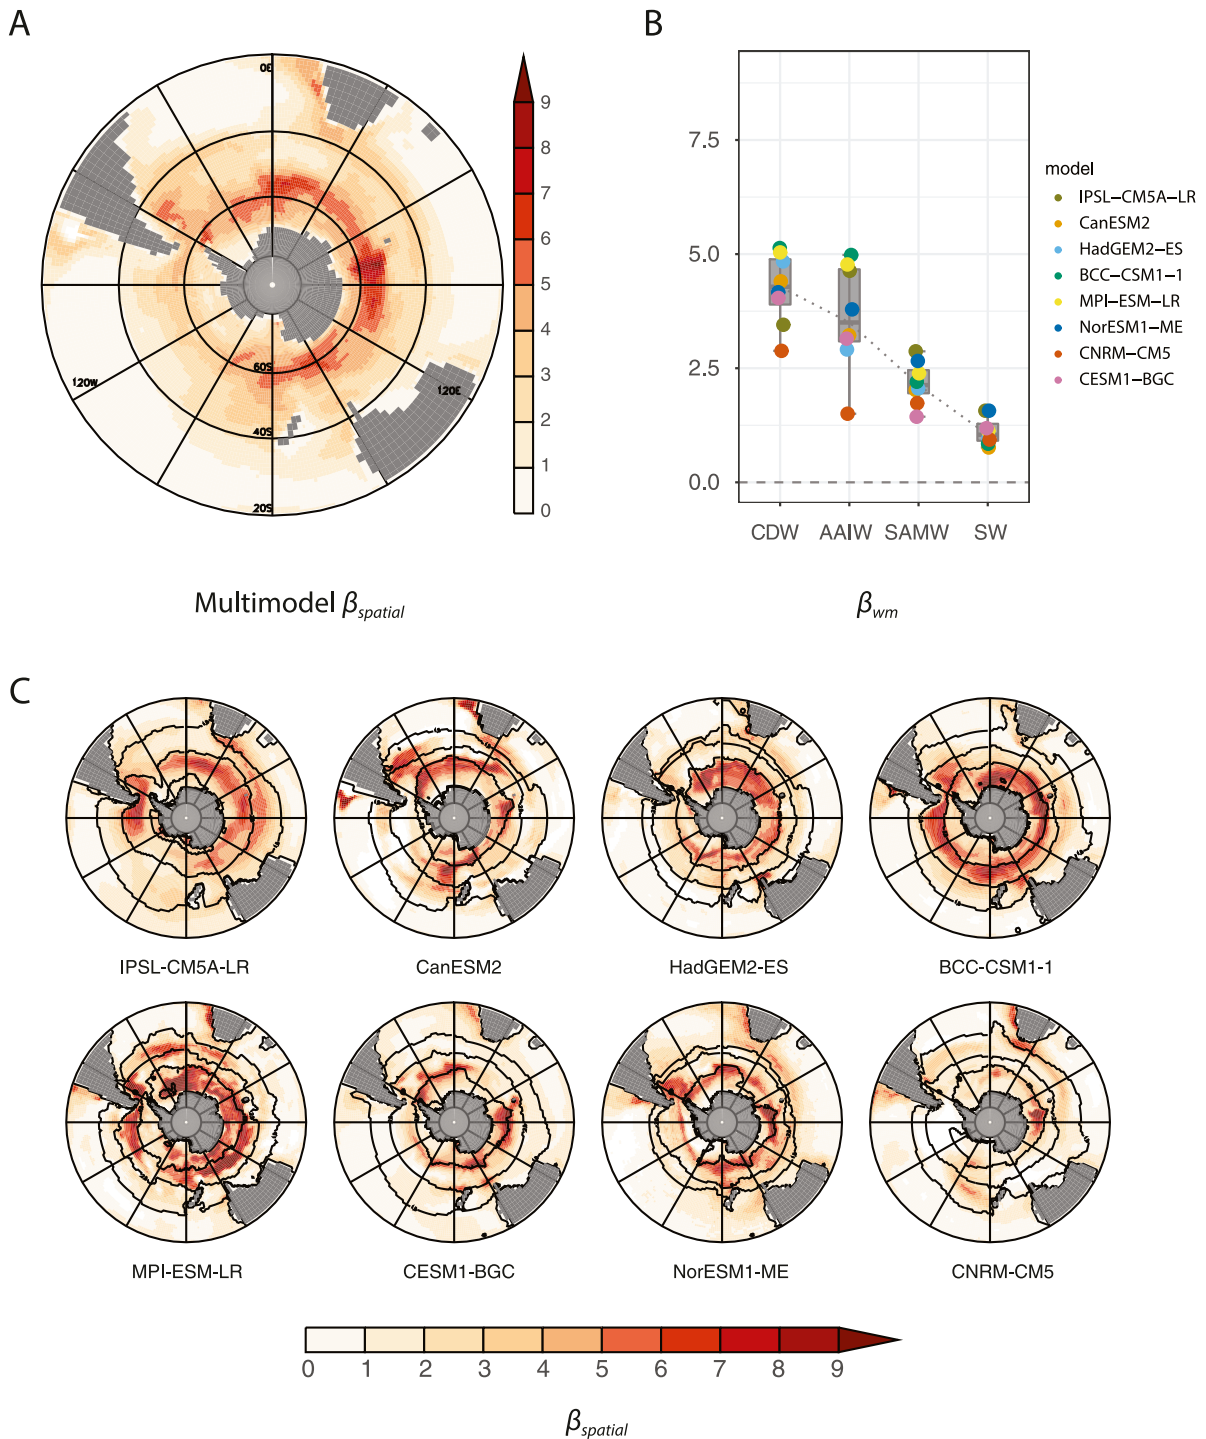 A
0E
120W
120E
60S
40S
20S
9
8
7
6
5
4
3
2
1
0
Multimodel βspatial
B
7.5
5.0
2.5
0.0
CDW AAIW SAMW SW
βwm
model
IPSL–CM5A–LR
CanESM2
HadGEM2–ES
BCC–CSM1–1
MPI–ESM–LR
NorESM1–ME
CNRM–CM5
CESM1–BGC
C
IPSL-CM5A-LR CanESM2 HadGEM2-ES BCC-CSM1-1
MPI-ESM-LR CESM1-BGC NorESM1-ME CNRM-CM5
0 1 2 3 4 5 6 7 8 9
βspatial